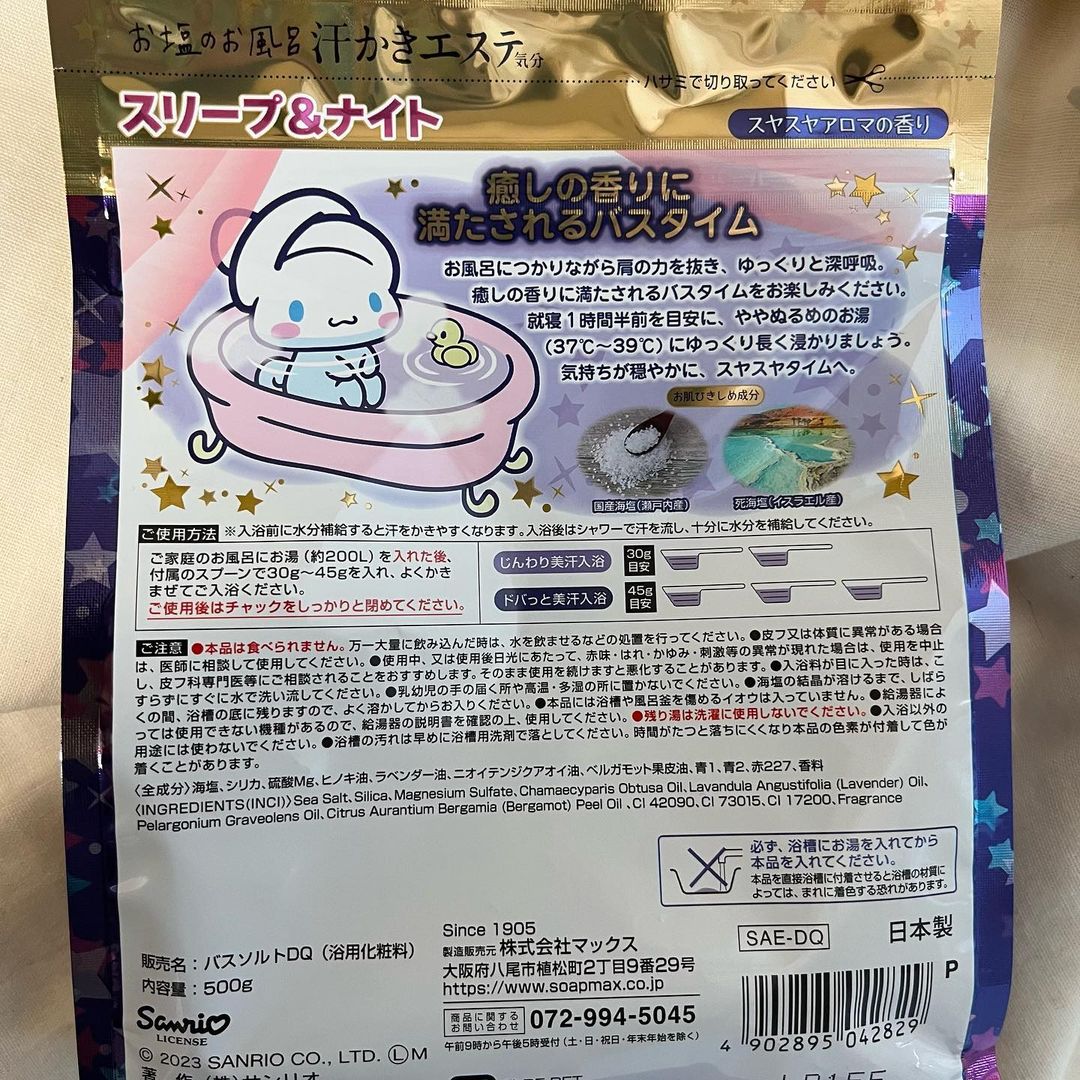 お塩のお風呂 汗かきエステ気分
ハサミで切り取ってください
スリープ&ナイト
スヤスヤアロマの香り
癒しの香りに
満たされるバスタイム
お風呂につかりながら肩の力を抜き、ゆっくりと深呼吸。
癒しの香りに満たされるバスタイムをお楽しみください。
就寝1時間半前を目安に、ややぬるめのお湯
(37℃〜39℃)にゆっくり長く浸かりましょう。
気持ちが穏やかに、スヤスヤタイムへ。
お肌ひきしめ成分
国産海塩(瀬戸内産)
死海塩(イスラエル産)
ご使用方法 ※入浴前に水分補給すると汗をかきやすくなります。入浴後はシャワーで汗を流し、十分に水分を補給してください。
ご家庭のお風呂にお湯(約200L)を入れた後、
付属のスプーンで30g〜45gを入れ、よくかき
まぜてご入浴ください。
ご使用後はチャックをしっかりと閉めてください。
じんわり美汗入浴 30g目安
ドバっと美汗入浴 45g目安
ご注意 ●本品は食べられません。万一大量に飲み込んだ時は、水を飲ませるなどの処置を行ってください。●皮フ又は体質に異常がある場合
は、医師に相談して使用してください。●使用中、又は使用後日光にあたって、赤味・はれ・かゆみ・刺激等の異常が現れた場合は、使用を中止
し、皮フ科専門医等にご相談されることをおすすめします。そのまま使用を続けますと悪化することがあります。●入浴料が目に入った時は、こ
すらずにすぐに水で洗い流してください。●乳幼児の手の届く所や高温・多湿の所に置かないでください。●海塩の結晶が溶けるまで、しばら
くの間、浴槽の底に残りますので、よく溶かしてからお入りください。●本品には浴槽や風呂釜を傷めるイオウは入っていません。●給湯器によ
っては使用できない機種があるので、給湯器の説明書を確認の上、使用してください。●残り湯は洗濯に使用しないでください。●入浴以外の
用途には使わないでください。●浴槽の汚れは早めに浴槽用洗剤で落としてください。時間がたつと落ちにくくなり本品の色素が付着して色が
着くことがあります。
〈全成分〉海塩、シリカ、硫酸Mg、ヒノキ油、ラベンダー油、ニオイテンジクアオイ油、ベルガモット果皮油、青1、青2、赤227、香料
〈INGREDIENTS(INCI)〉Sea Salt, Silica, Magnesium Sulfate, Chamaecyparis Obtusa Oil, Lavandula Angustifolia (Lavender) Oil,
Pelargonium Graveolens Oil, Citrus Aurantium Bergamia (Bergamot) Peel Oil ,CI 42090, CI 73015, CI 17200, Fragrance
必ず、浴槽にお湯を入れてから
本品を入れてください。
本品を直接浴槽に付着させると浴槽の材質に
よっては、まれに着色する恐れがあります。
販売名:バスソルトDQ(浴用化粧料)
内容量:500g
Sanrio
LICENSE
© 2023 SANRIO CO., LTD. Ⓛ M
著 作 (株)サンリオ
Since 1905
製造販売元 株式会社マックス
大阪府八尾市植松町2丁目9番29号
https://www.soapmax.co.jp
商品に関するお問い合わせ 072-994-5045
午前9時から午後5時受付(土・日・祝日・年末年始を除く)
SAE-DQ
日本製
P
4 902895 042829